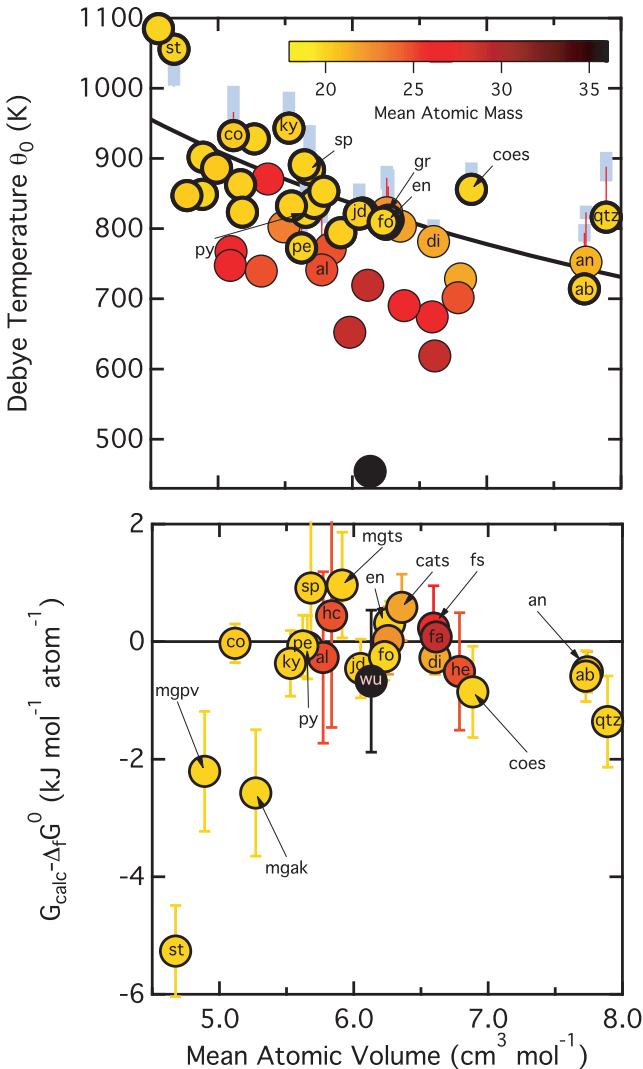 1100
1000
900
800
700
600
500
Debye Temperature θ0 (K)
20 25 30 35
Mean Atomic Mass
st
co
ky
sp
gr
en
coes
py
pe
jd
fo
di
qtz
al
an
ab
2
0
-2
-4
-6
Gcalc-ΔfG0 (kJ mol-1 atom-1)
mgts
cats
en
fs
sp
hc
an
co
pe
ky
al
jd
fo
fa
di
he
ab
wu
py
mgpv
qtz
coes
mgak
st
5.0 6.0 7.0 8.0
Mean Atomic Volume (cm3 mol-1)